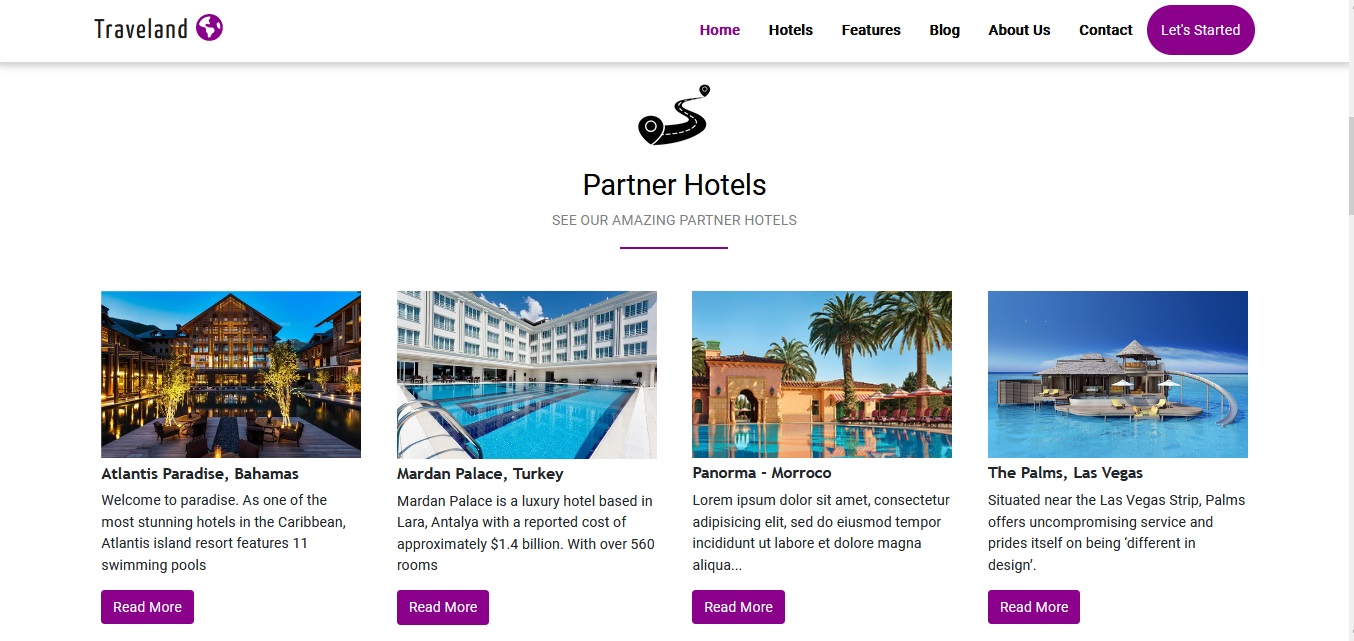 Traveland
Home Hotels Features Blog About Us Contact Let's Started
Partner Hotels
SEE OUR AMAZING PARTNER HOTELS
Atlantis Paradise, Bahamas
Welcome to paradise. As one of the
most stunning hotels in the Caribbean,
Atlantis island resort features 11
swimming pools
Read More
Mardan Palace, Turkey
Mardan Palace is a luxury hotel based in
Lara, Antalya with a reported cost of
approximately $1.4 billion. With over 560
rooms
Read More
Panorma - Morroco
Lorem ipsum dolor sit amet, consectetur
adipisicing elit, sed do eiusmod tempor
incididunt ut labore et dolore magna
aliqua...
Read More
The Palms, Las Vegas
Situated near the Las Vegas Strip, Palms
offers uncompromising service and
prides itself on being ‘different in
design’.
Read More